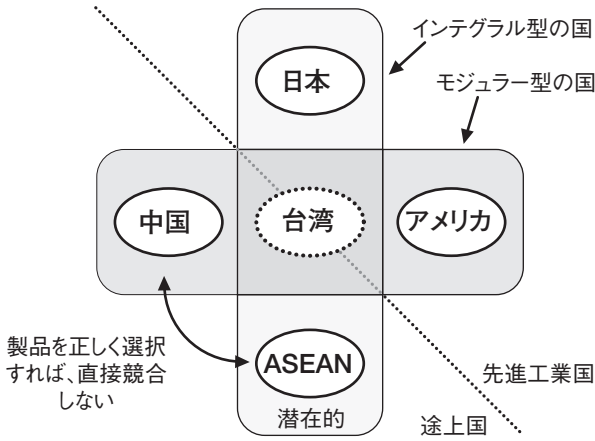 インテグラル型の国
日本
モジュラー型の国
中国
台湾
アメリカ
製品を正しく選択
すれば、直接競合
しない
ASEAN
潜在的
先進工業国
途上国